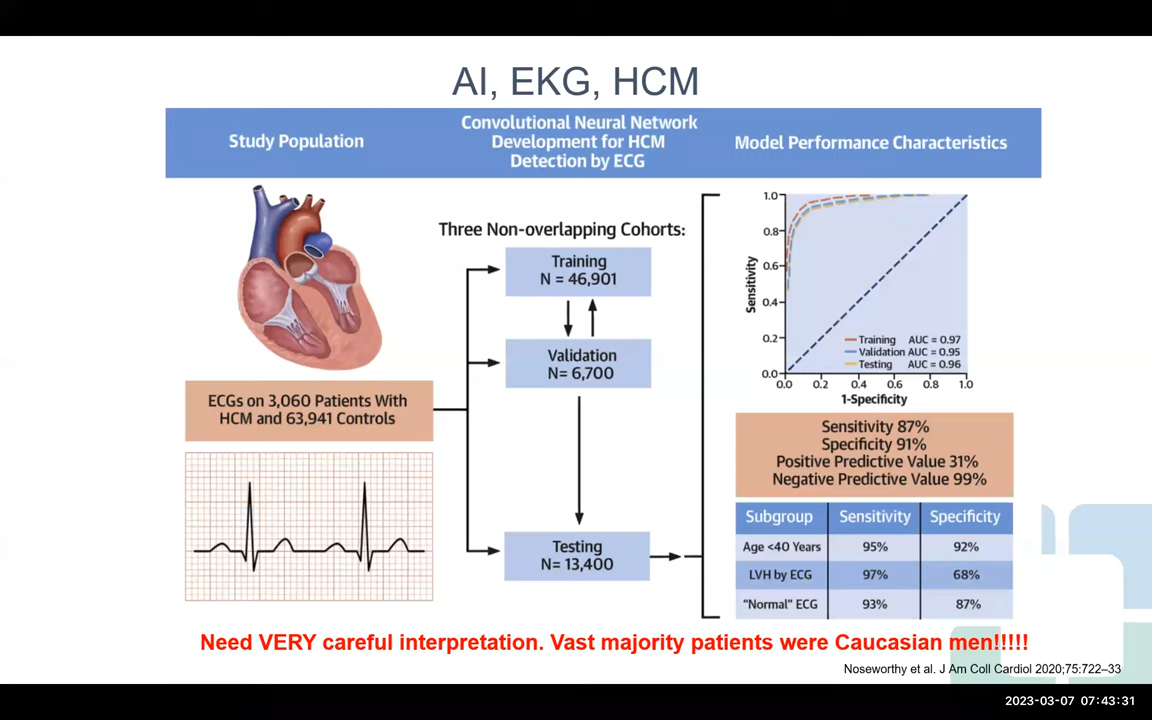 AI, EKG, HCM
Study Population
Convolutional Neural Network
Development for HCM
Detection by ECG
Model Performance Characteristics
Three Non-overlapping Cohorts:
Training
N = 46,901
Validation
N= 6,700
Testing
N= 13,400
ECGs on 3,060 Patients With
HCM and 63,941 Controls
Sensitivity
1.0
0.8
0.6
0.4
0.2
0.0
Training AUC = 0.97
Validation AUC = 0.95
Testing AUC = 0.96
0.0 0.2 0.4 0.6 0.8 1.0
1-Specificity
Sensitivity 87%
Specificity 91%
Positive Predictive Value 31%
Negative Predictive Value 99%
Subgroup Sensitivity Specificity
Age <40 Years 95% 92%
LVH by ECG 97% 68%
“Normal” ECG 93% 87%
Need VERY careful interpretation. Vast majority patients were Caucasian men!!!!!
Noseworthy et al. J Am Coll Cardiol 2020;75:722–33
2023-03-07 07:43:31